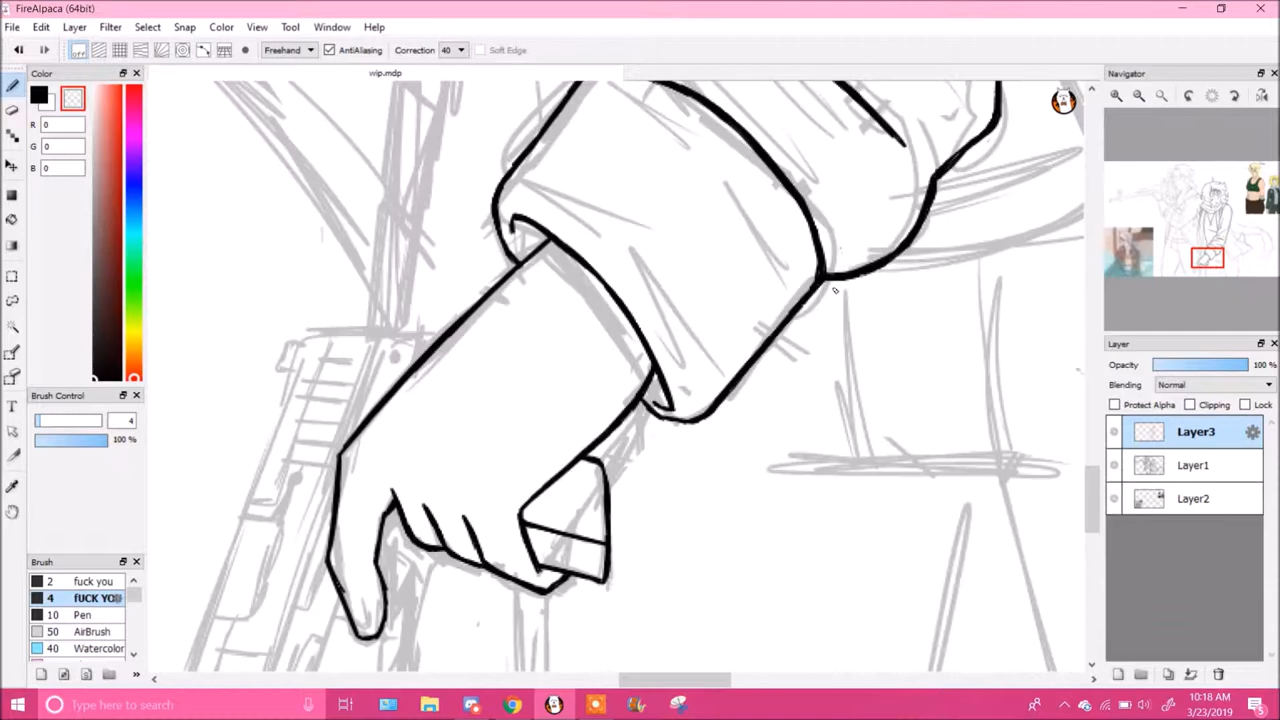 FireAlpaca (64bit)
File Edit Layer Filter Select Snap Color View Tool Window Help
off Freehand AntiAliasing Correction 40 Soft Edge
Color
wip.mdp
Navigator
R 0
G 0
B 0
Brush Control
4
100 %
Layer
Opacity 100 %
Blending Normal
Protect Alpha Clipping Lock
Layer3
Layer1
Layer2
Brush
2 fuck you
4 fUCK YO
10 Pen
50 AirBrush
40 Watercolor
T
Type here to search
10:18 AM
3/23/2019
5